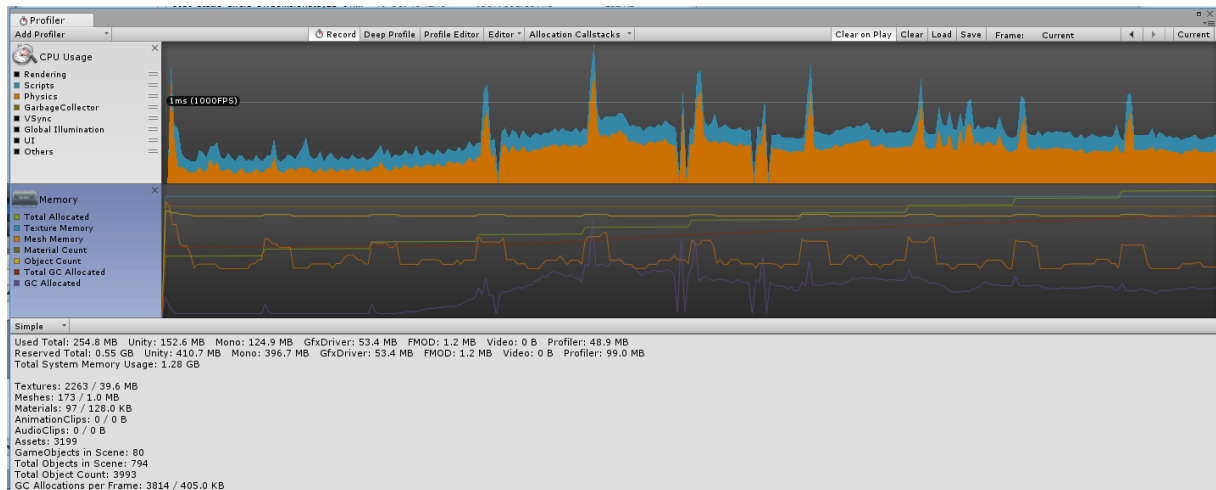 Profiler
Add Profiler
Record Deep Profile Profile Editor Editor Allocation Callstacks
Clear on Play Clear Load Save Frame: Current Current
CPU Usage
Rendering
Scripts
Physics
GarbageCollector
VSync
Global Illumination
UI
Others
1ms (1000FPS)
Memory
Total Allocated
Texture Memory
Mesh Memory
Material Count
Object Count
Total GC Allocated
GC Allocated
Simple
Used Total: 254.8 MB Unity: 152.6 MB Mono: 124.9 MB GfxDriver: 53.4 MB FMOD: 1.2 MB Video: 0 B Profiler: 48.9 MB
Reserved Total: 0.55 GB Unity: 410.7 MB Mono: 396.7 MB GfxDriver: 53.4 MB FMOD: 1.2 MB Video: 0 B Profiler: 99.0 MB
Total System Memory Usage: 1.28 GB
Textures: 2263 / 39.6 MB
Meshes: 173 / 1.0 MB
Materials: 97 / 128.0 KB
AnimationClips: 0 / 0 B
AudioClips: 0 / 0 B
Assets: 3199
GameObjects in Scene: 80
Total Objects in Scene: 794
Total Object Count: 3993
GC Allocations per Frame: 3814 / 405.0 KB